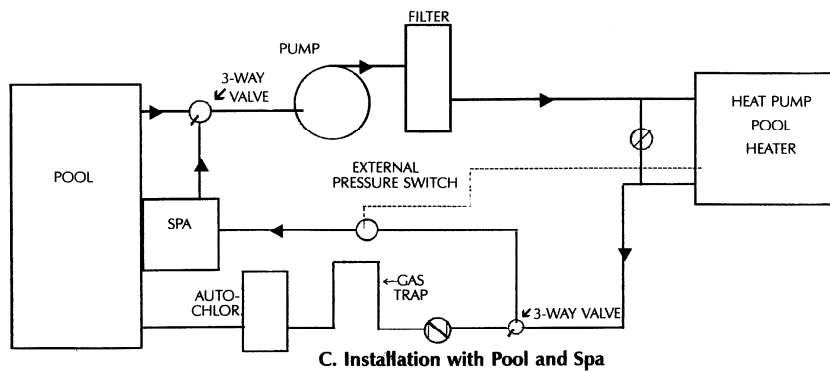 FILTER
PUMP
3-WAY
VALVE
HEAT PUMP
POOL
HEATER
EXTERNAL
PRESSURE SWITCH
POOL
SPA
AUTO-
CHLOR.
←GAS
TRAP
3-WAY VALVE
C. Installation with Pool and Spa